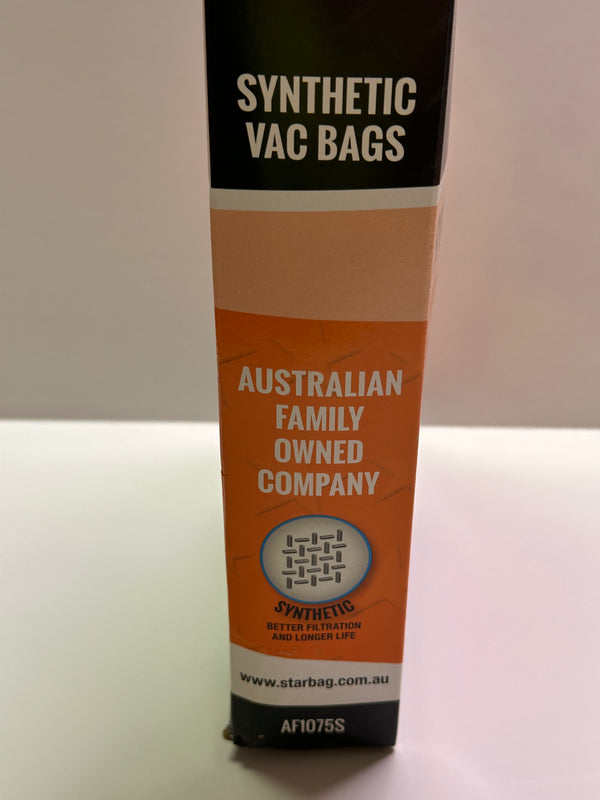 SYNTHETIC
VAC BAGS
AUSTRALIAN
FAMILY
OWNED
COMPANY
SYNTHETIC
BETTER FILTRATION
AND LONGER LIFE
www.starbag.com.au
AF1075S